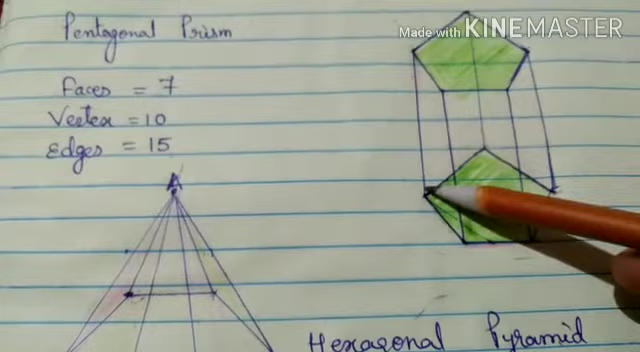 Made with KINEMASTER
Pentagonal Prism
Faces = 7
Vertex = 10
Edges = 15
A
Hexagonal Pyramid